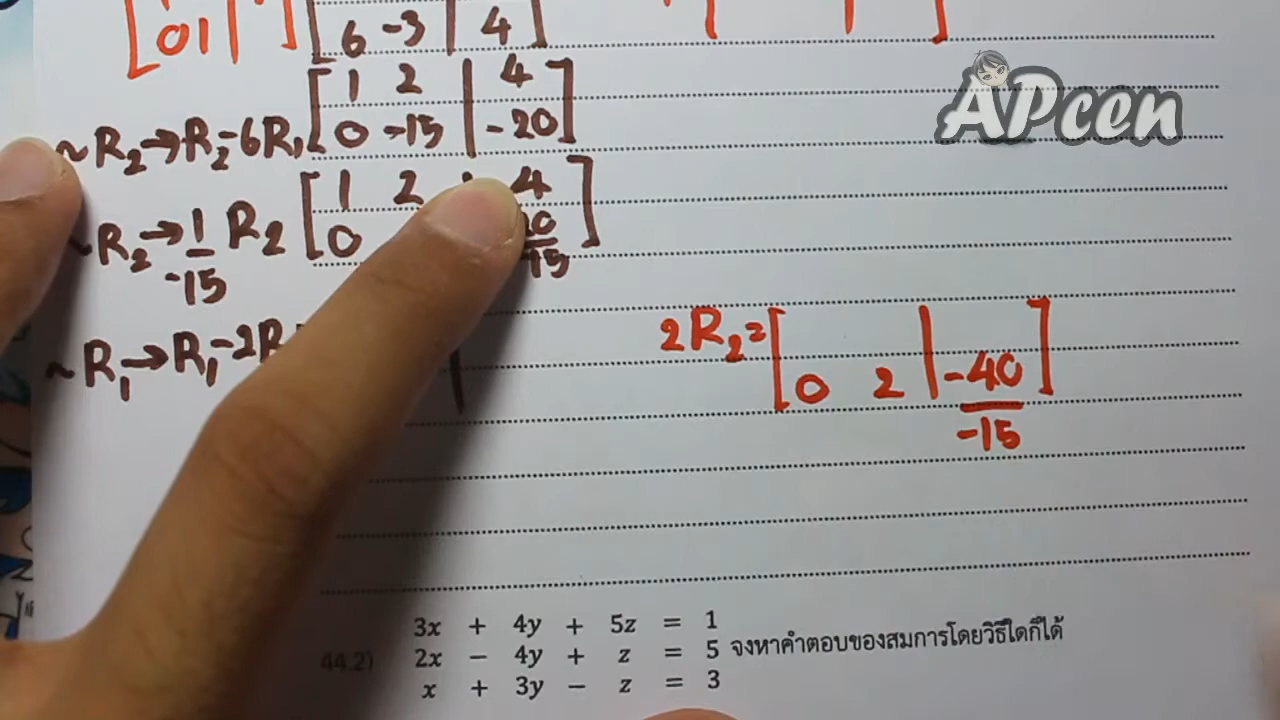 01
6 -3 | 4
1 2 | 4
~R₂→R₂-6R₁ 0 -15 | -20
1 2 | 4
~R₂→1/-15 R₂ 0
-15
~R₁→R₁-2R
2R₂= 0 2 | -40/-15
APcen
3x + 4y + 5z = 1
44.2) 2x - 4y + z = 5 จงหาคำตอบของสมการโดยวิธีใดก็ได้
x + 3y - z = 3